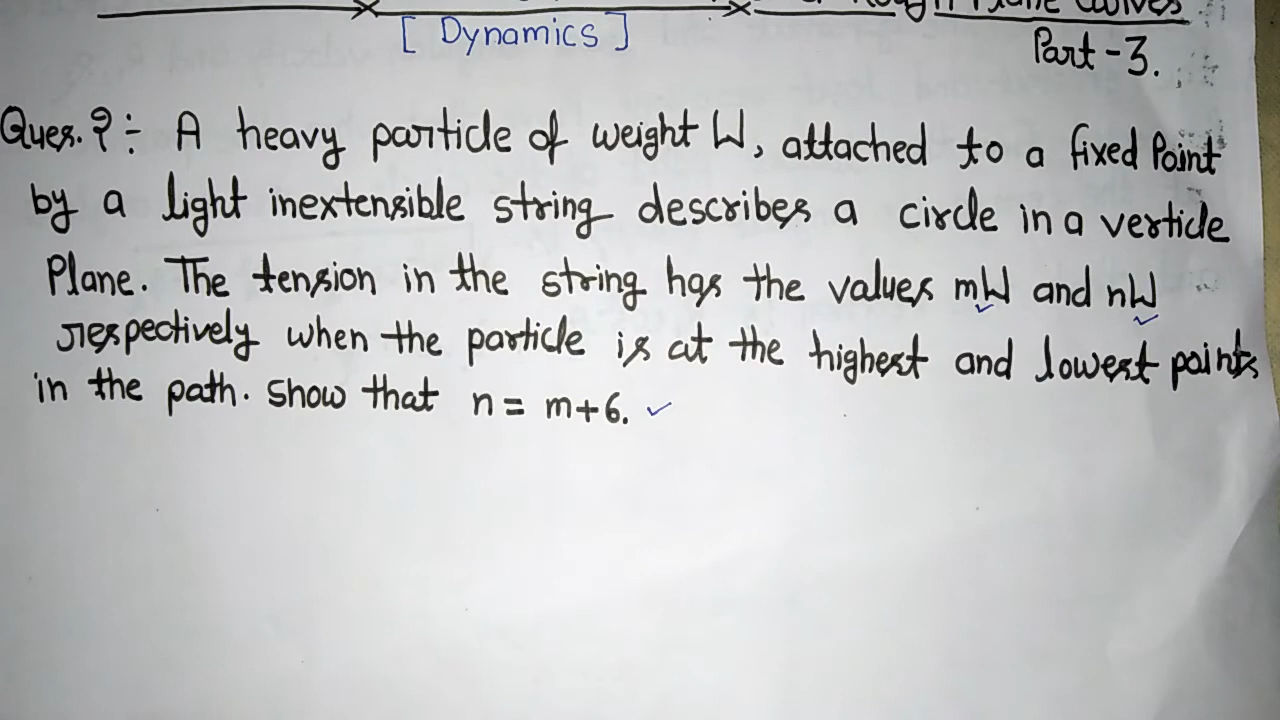 Plane Curves
[ Dynamics ]
Part - 3.
Ques. ? ÷ A heavy particle of weight W, attached to a fixed Point
by a light inextensible string describes a circle in a verticle
Plane. The tension in the string has the values mW and nW
respectively when the particle is at the highest and lowest points
in the path. Show that n = m+6.